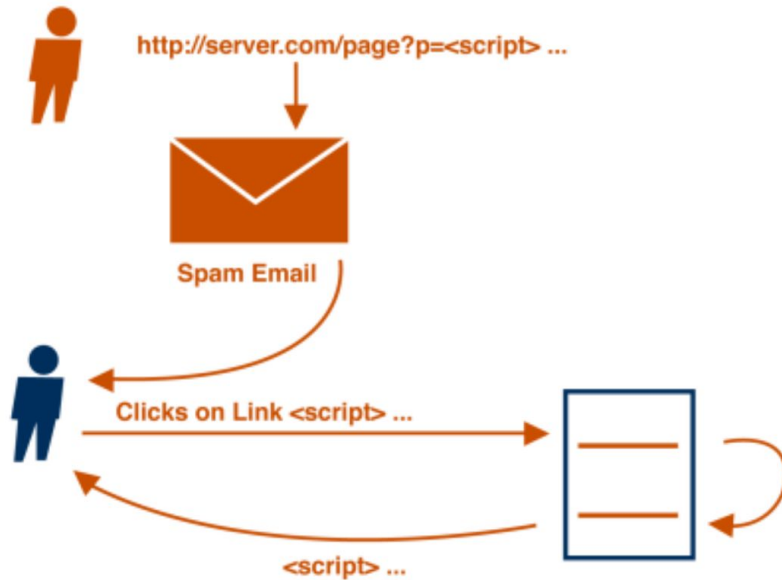 http://server.com/page?p=<script> ...
Spam Email
Clicks on Link <script> ...
<script> ...